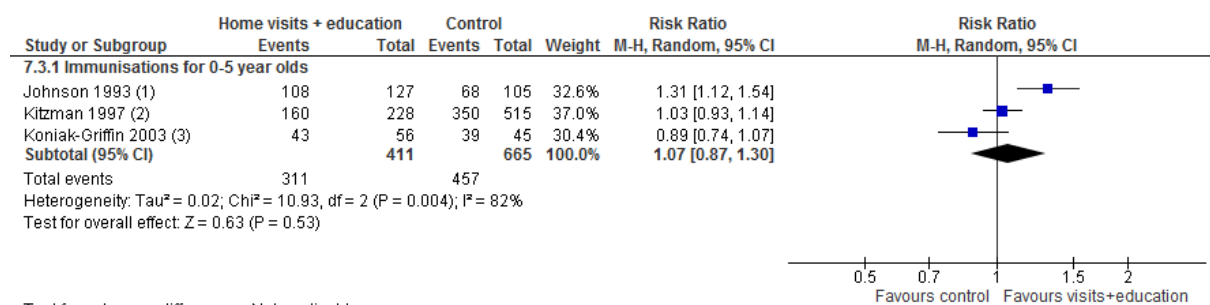 Home visits + education Control Risk Ratio Risk Ratio
Study or Subgroup Events Total Events Total Weight M-H, Random, 95% CI M-H, Random, 95% CI
7.3.1 Immunisations for 0-5 year olds
Johnson 1993 (1) 108 127 68 105 32.6% 1.31 [1.12, 1.54]
Kitzman 1997 (2) 160 228 350 515 37.0% 1.03 [0.93, 1.14]
Koniak-Griffin 2003 (3) 43 56 39 45 30.4% 0.89 [0.74, 1.07]
Subtotal (95% CI) 411 665 100.0% 1.07 [0.87, 1.30]
Total events 311 457
Heterogeneity: Tau² = 0.02; Chi² = 10.93, df = 2 (P = 0.004); I² = 82%
Test for overall effect: Z = 0.63 (P = 0.53)
0.5 0.7 1 1.5 2
Favours control Favours visits+education